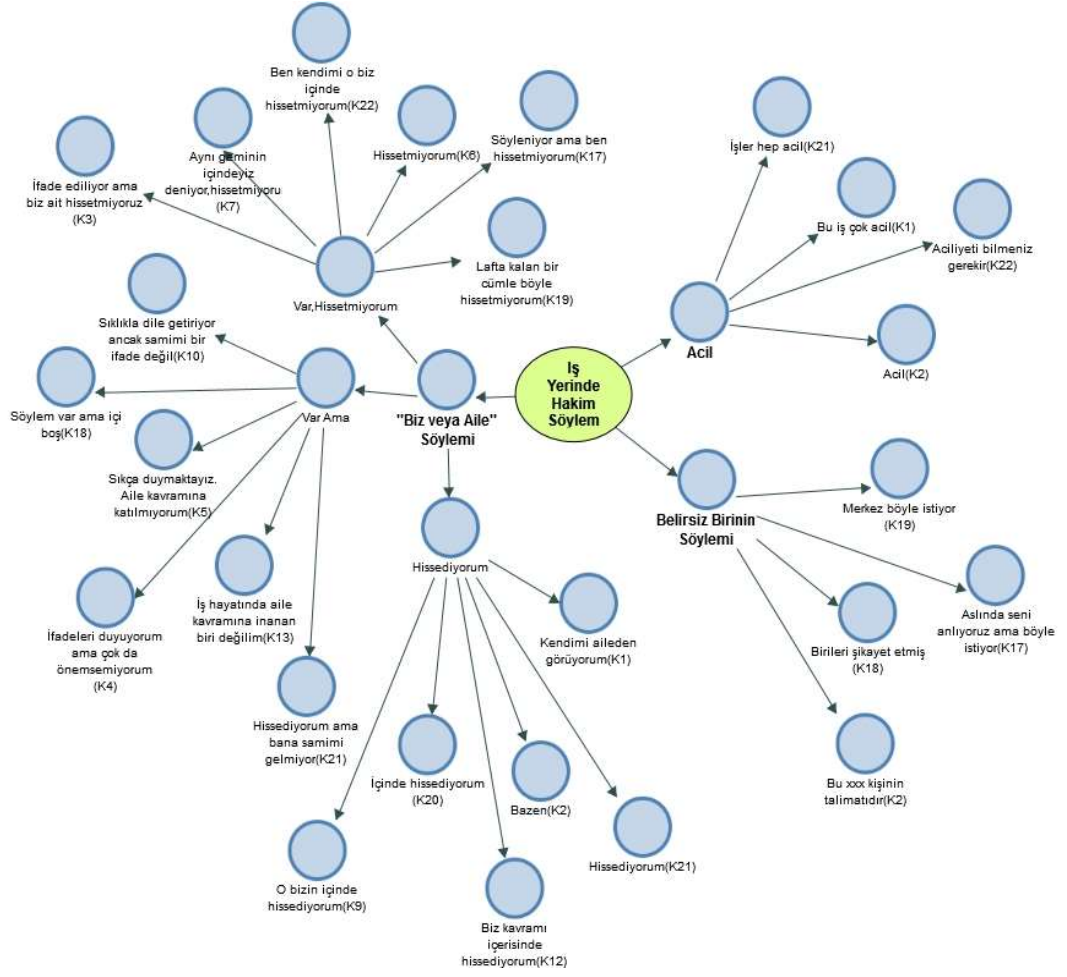 Ben kendimi o biz
içinde
hissetmiyorum(K22)
Aynı geminin
içindeyiz
deniyor,hissetmiyoru
(K7)
İfade ediliyor ama
biz ait hissetmiyoruz
(K3)
Hissetmiyorum(K6)
Söyleniyor ama ben
hissetmiyorum(K17)
Lafta kalan bir
cümle böyle
hissetmiyorum(K19)
Var,Hissetmiyorum
İşler hep acil(K21)
Bu iş çok acil(K1)
Aciliyeti bilmeniz
gerekir(K22)
Acil(K2)
Acil
Sıklıkla dile getiriyor
ancak samimi bir
ifade değil(K10)
Söylem var ama içi
boş(K18)
Var Ama
"Biz veya Aile"
Söylemi
İş
Yerinde
Hakim
Söylem
Sıkça duymaktayız.
Aile kavramına
katılmıyorum(K5)
İfadeleri duyuyorum
ama çok da
önemsemiyorum
(K4)
İş hayatında aile
kavramına inanan
biri değilim(K13)
Hissediyorum ama
bana samimi
gelmiyor(K21)
Hissediyorum
Kendimi aileden
görüyorum(K1)
İçinde hissediyorum
(K20)
Bazen(K2)
Hissediyorum(K21)
O bizin içinde
hissediyorum(K9)
Biz kavramı
içerisinde
hissediyorum(K12)
Belirsiz Birinin
Söylemi
Merkez böyle istiyor
(K19)
Aslında seni
anlıyoruz ama böyle
istiyor(K17)
Birileri şikayet etmiş
(K18)
Bu xxx kişinin
talimatıdır(K2)